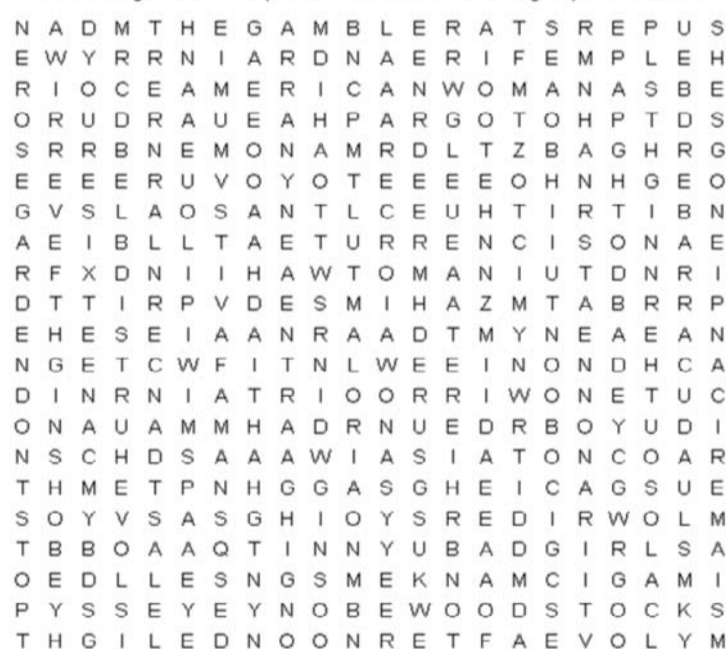 N A D M T H E G A M B L E R A T S R E P U S
E W Y R R N I A R D N A E R I F E M P L E H
R I O C E A M E R I C A N W O M A N A S B E
O R U D R A U E A H P A R G O T O H P T D S
S R R B N E M O N A M R D L T Z B A G H R G
E E E E R U V O Y O T E E E E O H N H G E O
G V S L A O S A N T L C E U H T I R T I B N
A E I B L L T A E T U R R E N C I S O N A E
R F X D N I I H A W T O M A N I U T D N R I
D T T I R P V D E S M I H A Z M T A B R R P
E H E S E I A A N R A A D T M Y N E A E A N
N G E T C W F I T N L W E E I N O N D H C A
D I N R N I A T R I O O R R I W O N E T U C
O N A U A M M H A D R N U E D R B O Y U D I
N S C H D S A A A W I A S I A T O N C O A R
T H M E T P N H G G A S G H E I C A G S U E
S O Y V S A S G H I O Y S R E D I R W O L M
T B B O A A Q T I N N Y U B A D G I R L S A
O E D L L E S N G S M E K N A M C I G A M I
P Y S S E Y E Y N O B E W O O D S T O C K S
T H G I L E D N O O N R E T F A E V O L Y M